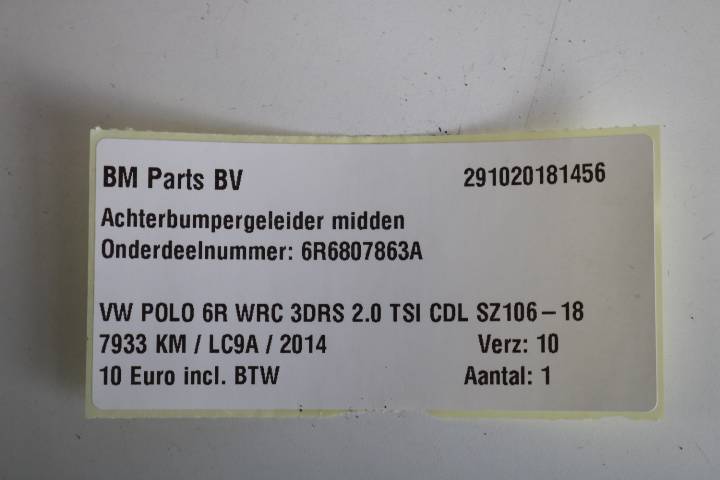 BM Parts BV 291020181456
Achterbumpergeleider midden
Onderdeelnummer: 6R6807863A
VW POLO 6R WRC 3DRS 2.0 TSI CDL SZ106-18
7933 KM / LC9A / 2014 Verz: 10
10 Euro incl. BTW Aantal: 1